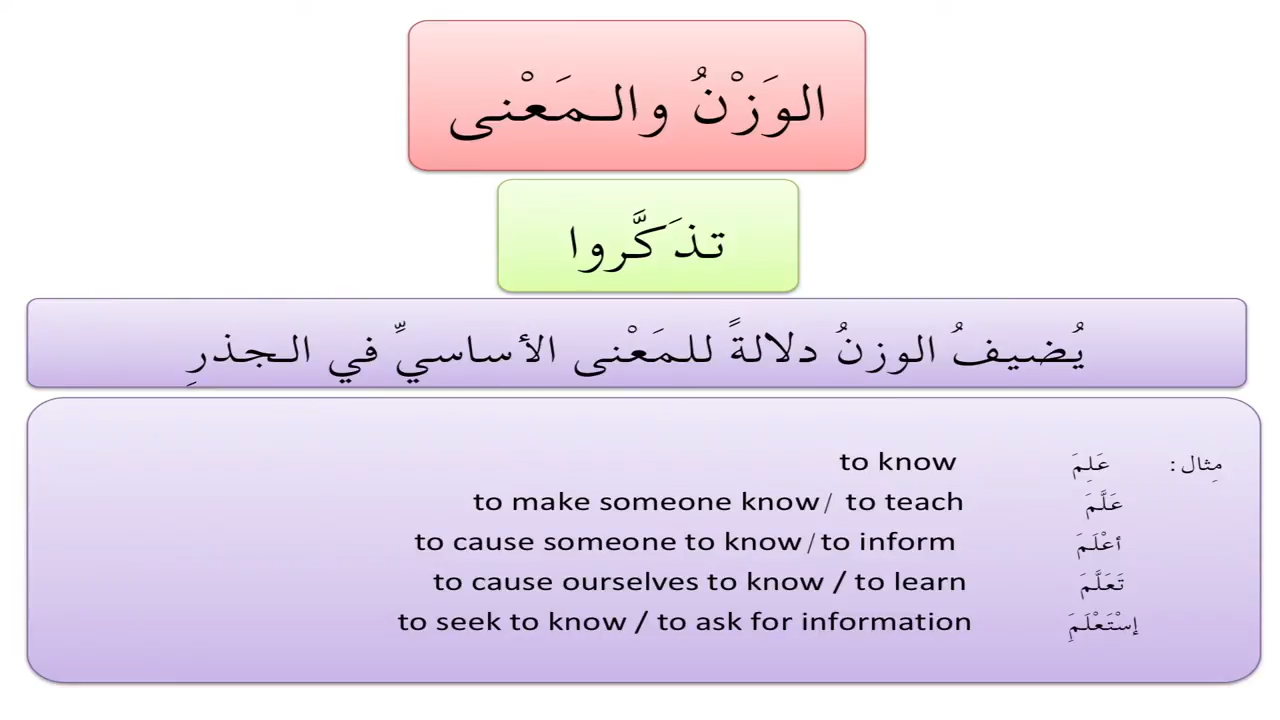 الوَزْنُ والـمَعْنى
تذَكَّروا
يُضيفُ الوزنُ دلالةً للمَعْنى الأساسيِّ في الـجذرِ
مِثال : عَلِمَ to know
عَلَّمَ to make someone know/ to teach
أعْلَمَ to cause someone to know/to inform
تَعَلَّمَ to cause ourselves to know / to learn
إسْتَعْلَمَِ to seek to know / to ask for information